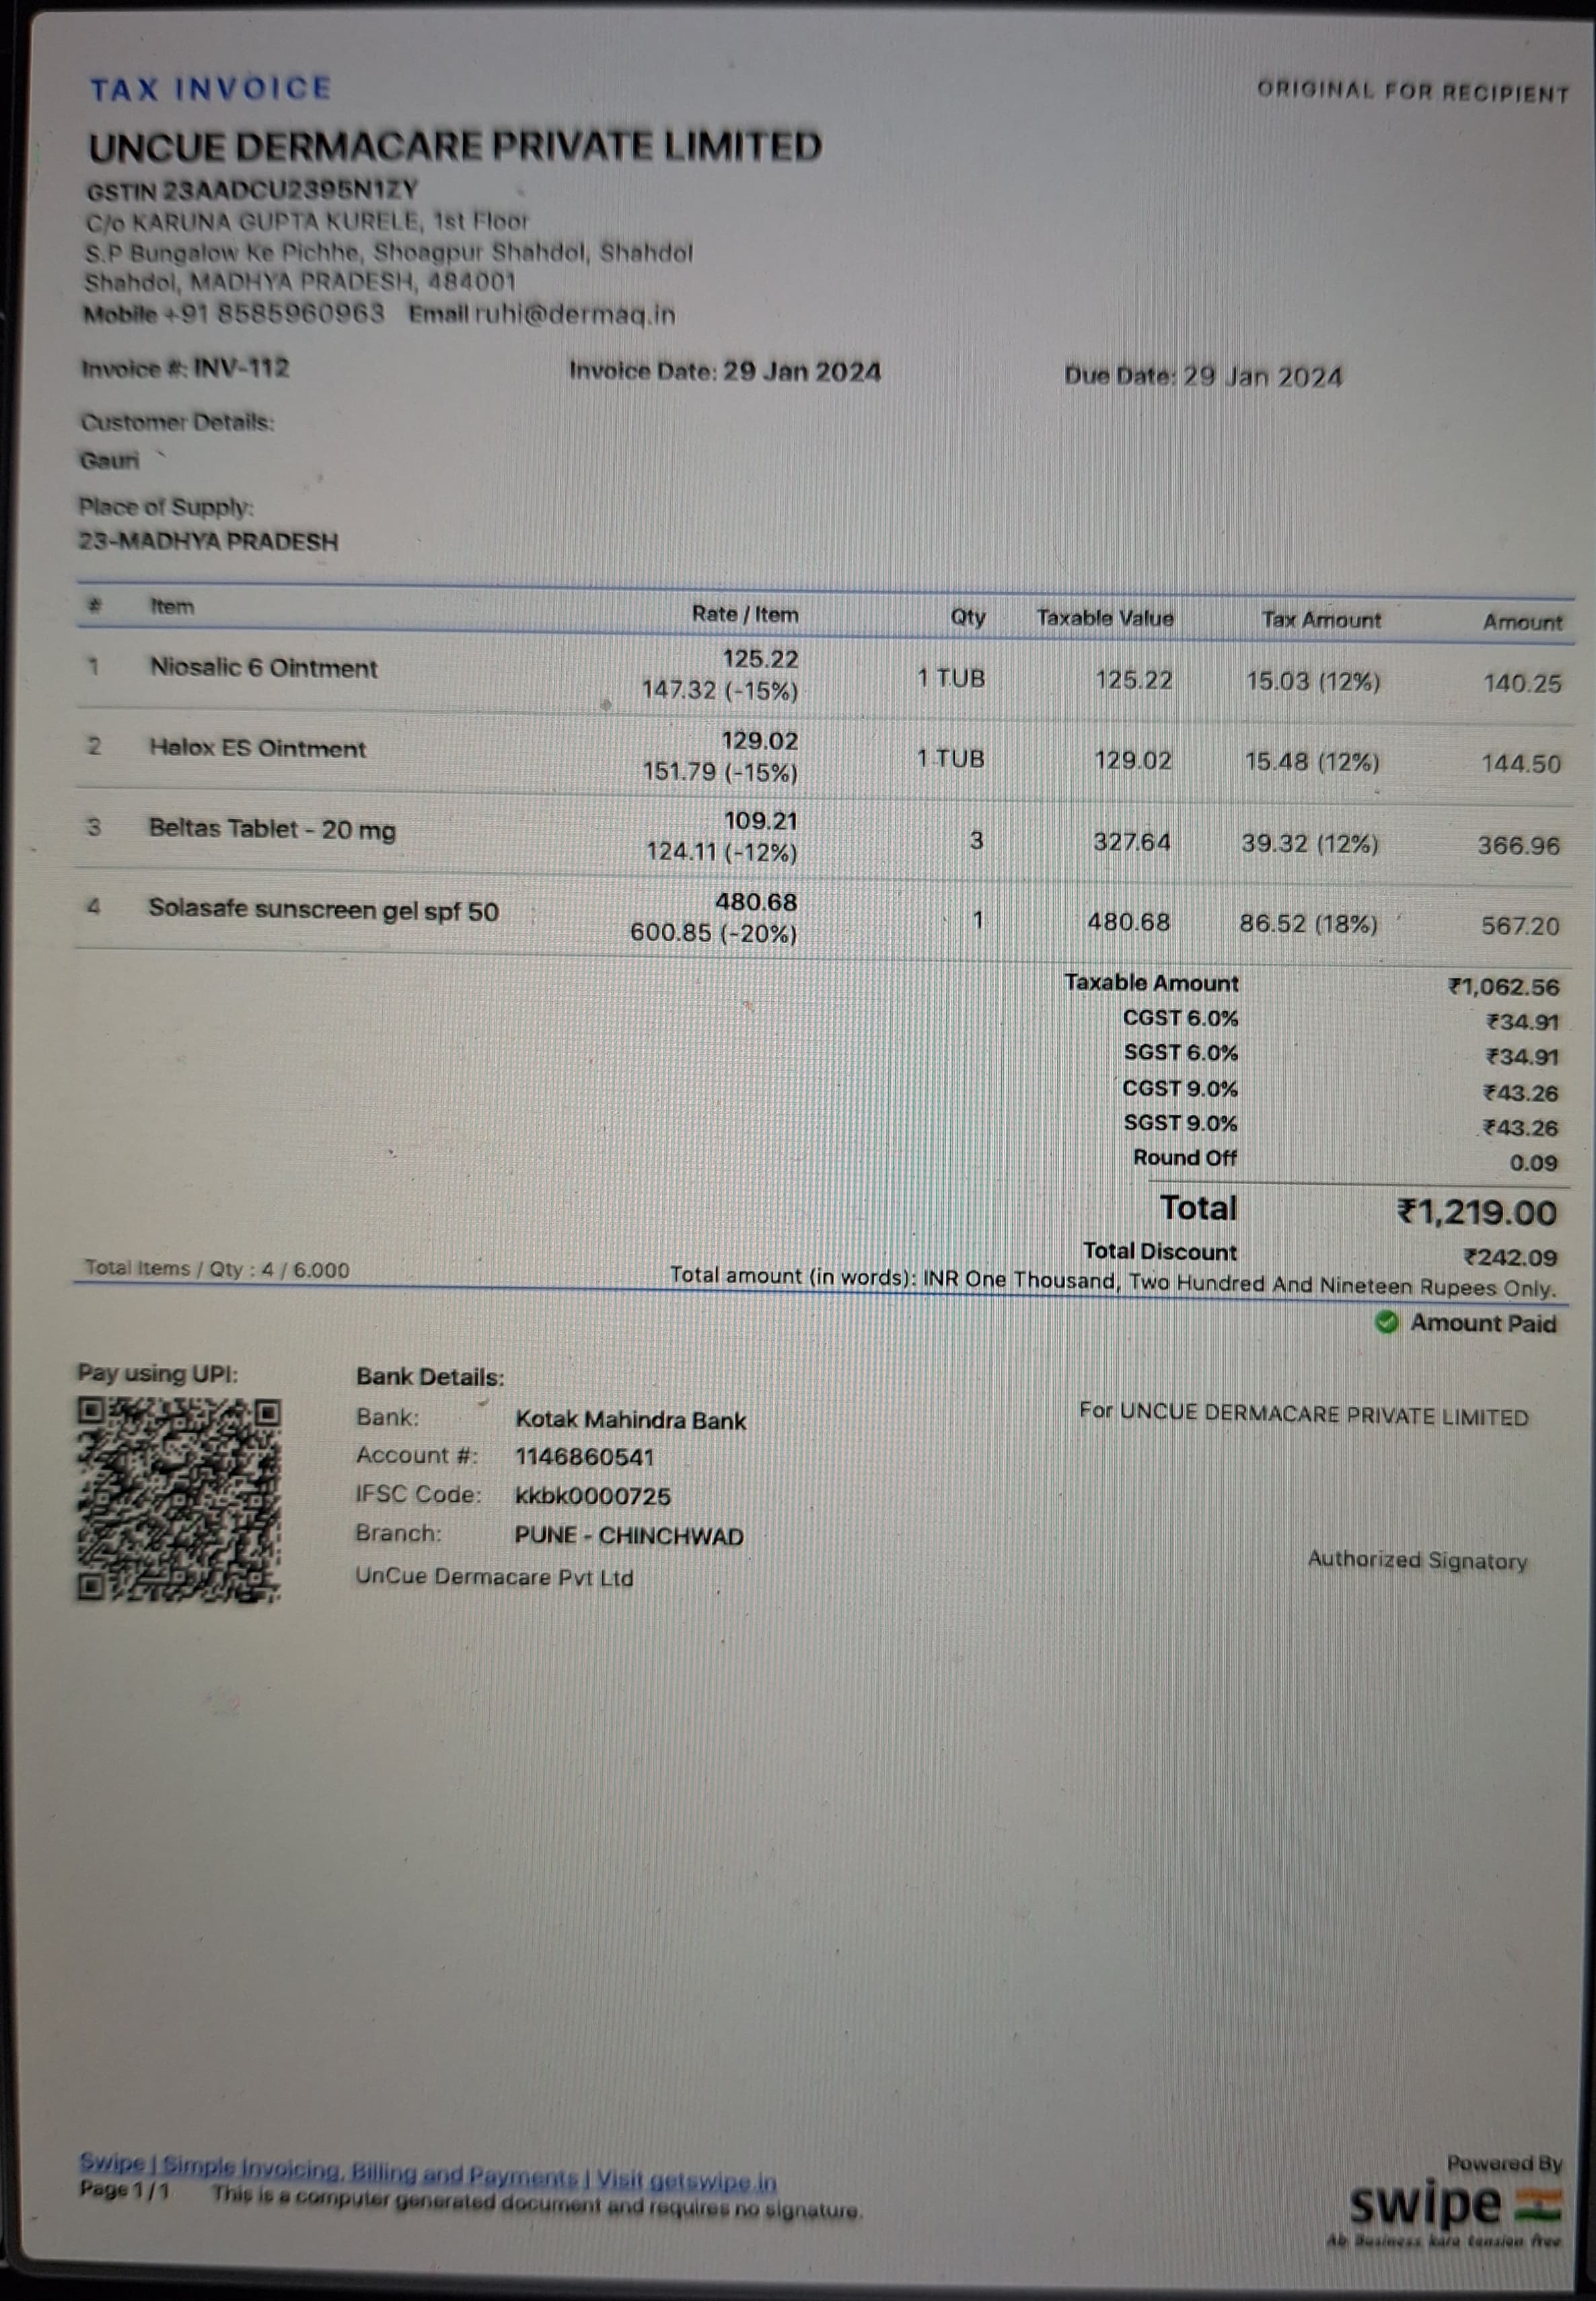 TAX INVOICE
ORIGINAL FOR RECIPIENT
UNCUE DERMACARE PRIVATE LIMITED
GSTIN 23AADCU2395N1ZY
C/o KARUNA GUPTA KURELE, 1st Floor
S.P Bungalow Ke Pichhe, Shoagpur Shahdol, Shahdol
Shahdol, MADHYA PRADESH, 484001
Mobile +91 8585960963 Email ruhi@dermaq.in
Invoice #: INV-112 Invoice Date: 29 Jan 2024 Due Date: 29 Jan 2024
Customer Details:
Gauri
Place of Supply:
23-MADHYA PRADESH
# Item Rate / Item Qty Taxable Value Tax Amount Amount
1 Niosalic 6 Ointment 125.22 1 TUB 125.22 15.03 (12%) 140.25
147.32 (-15%)
2 Halox ES Ointment 129.02 1 TUB 129.02 15.48 (12%) 144.50
151.79 (-15%)
3 Beltas Tablet - 20 mg 109.21 3 327.64 39.32 (12%) 366.96
124.11 (-12%)
4 Solasafe sunscreen gel spf 50 480.68 1 480.68 86.52 (18%) 567.20
600.85 (-20%)
Taxable Amount ₹1,062.56
CGST 6.0% ₹34.91
SGST 6.0% ₹34.91
CGST 9.0% ₹43.26
SGST 9.0% ₹43.26
Round Off 0.09
Total ₹1,219.00
Total Discount ₹242.09
Total Items / Qty : 4 / 6.000
Total amount (in words): INR One Thousand, Two Hundred And Nineteen Rupees Only.
Amount Paid
Pay using UPI:
Bank Details:
Bank: Kotak Mahindra Bank
Account #: 1146860541
IFSC Code: kkbk0000725
Branch: PUNE - CHINCHWAD
UnCue Dermacare Pvt Ltd
For UNCUE DERMACARE PRIVATE LIMITED
Authorized Signatory
Swipe | Simple Invoicing, Billing and Payments | Visit getswipe.in
Page 1 / 1 This is a computer generated document and requires no signature.
Powered By
swipe
Ab Business karo tension free